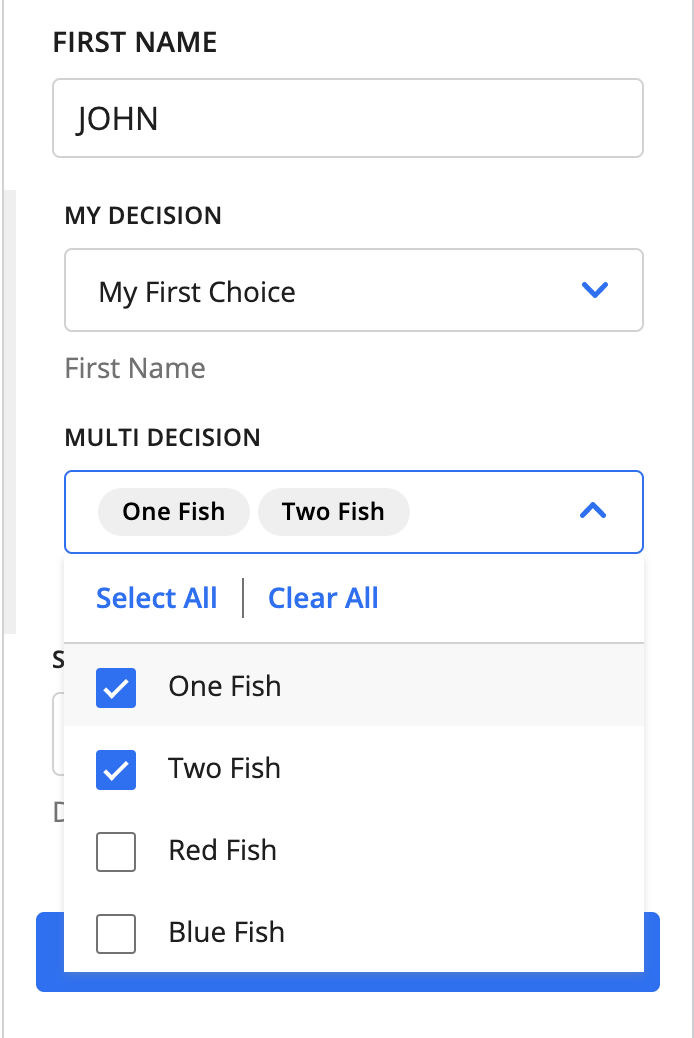 FIRST NAME
JOHN
MY DECISION
My First Choice
First Name
MULTI DECISION
One Fish Two Fish
Select All Clear All
One Fish
Two Fish
Red Fish
Blue Fish